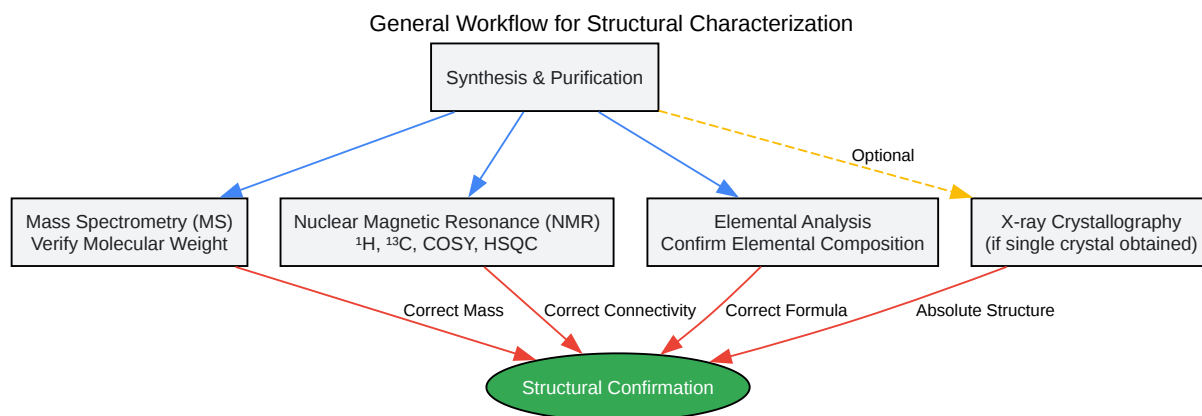 General Workflow for Structural Characterization
Synthesis & Purification
Optional
Mass Spectrometry (MS)
Verify Molecular Weight
Nuclear Magnetic Resonance (NMR)
¹H, ¹³C, COSY, HSQC
Elemental Analysis
Confirm Elemental Composition
X-ray Crystallography
(if single crystal obtained)
Correct Mass
Correct Connectivity
Correct Formula
Absolute Structure
Structural Confirmation